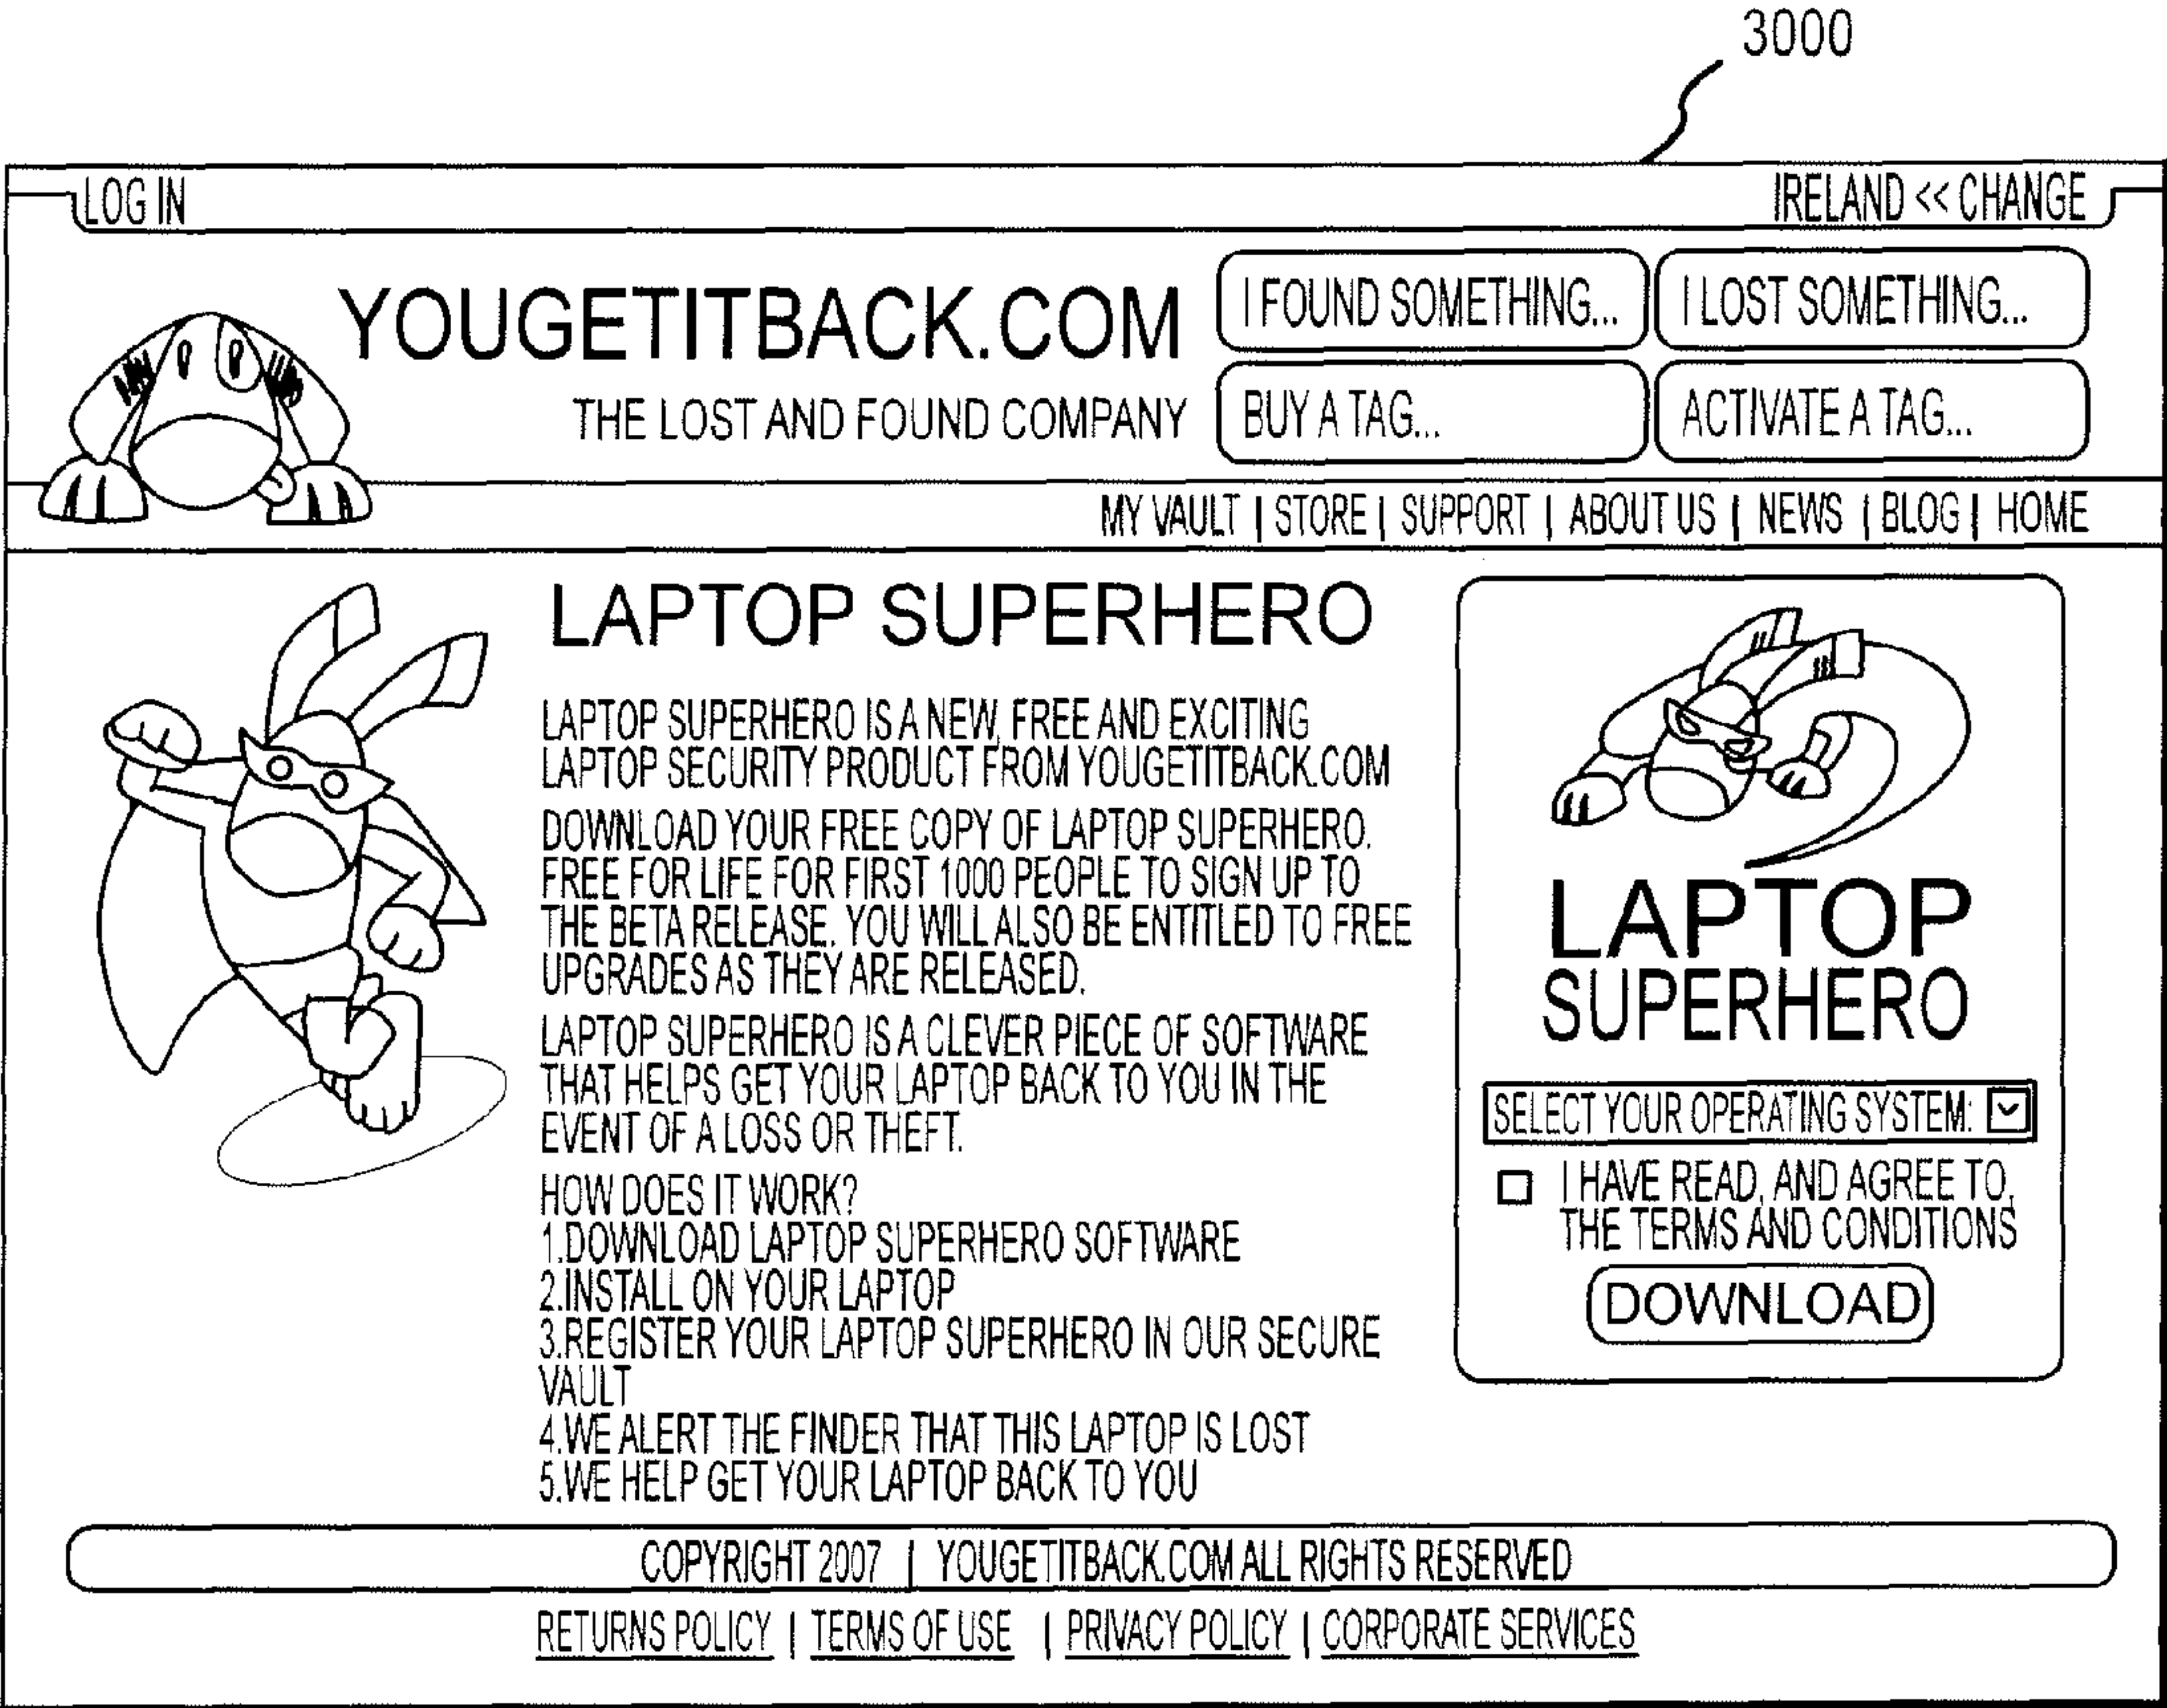 3000
LOG IN
IRELAND << CHANGE
YOUGETITBACK.COM
THE LOST AND FOUND COMPANY
I FOUND SOMETHING...
I LOST SOMETHING...
BUY A TAG...
ACTIVATE A TAG...
MY VAULT | STORE | SUPPORT | ABOUT US | NEWS | BLOG | HOME
LAPTOP SUPERHERO
LAPTOP SUPERHERO IS A NEW, FREE AND EXCITING
LAPTOP SECURITY PRODUCT FROM YOUGETITBACK.COM
DOWNLOAD YOUR FREE COPY OF LAPTOP SUPERHERO.
FREE FOR LIFE FOR FIRST 1000 PEOPLE TO SIGN UP TO
THE BETA RELEASE. YOU WILL ALSO BE ENTITLED TO FREE
UPGRADES AS THEY ARE RELEASED.
LAPTOP SUPERHERO IS A CLEVER PIECE OF SOFTWARE
THAT HELPS GET YOUR LAPTOP BACK TO YOU IN THE
EVENT OF A LOSS OR THEFT.
HOW DOES IT WORK?
1.DOWNLOAD LAPTOP SUPERHERO SOFTWARE
2.INSTALL ON YOUR LAPTOP
3.REGISTER YOUR LAPTOP SUPERHERO IN OUR SECURE
VAULT
4.WE ALERT THE FINDER THAT THIS LAPTOP IS LOST
5.WE HELP GET YOUR LAPTOP BACK TO YOU
LAPTOP
SUPERHERO
SELECT YOUR OPERATING SYSTEM:
I HAVE READ, AND AGREE TO,
THE TERMS AND CONDITIONS
DOWNLOAD
COPYRIGHT 2007 | YOUGETITBACK.COM ALL RIGHTS RESERVED
RETURNS POLICY | TERMS OF USE | PRIVACY POLICY | CORPORATE SERVICES